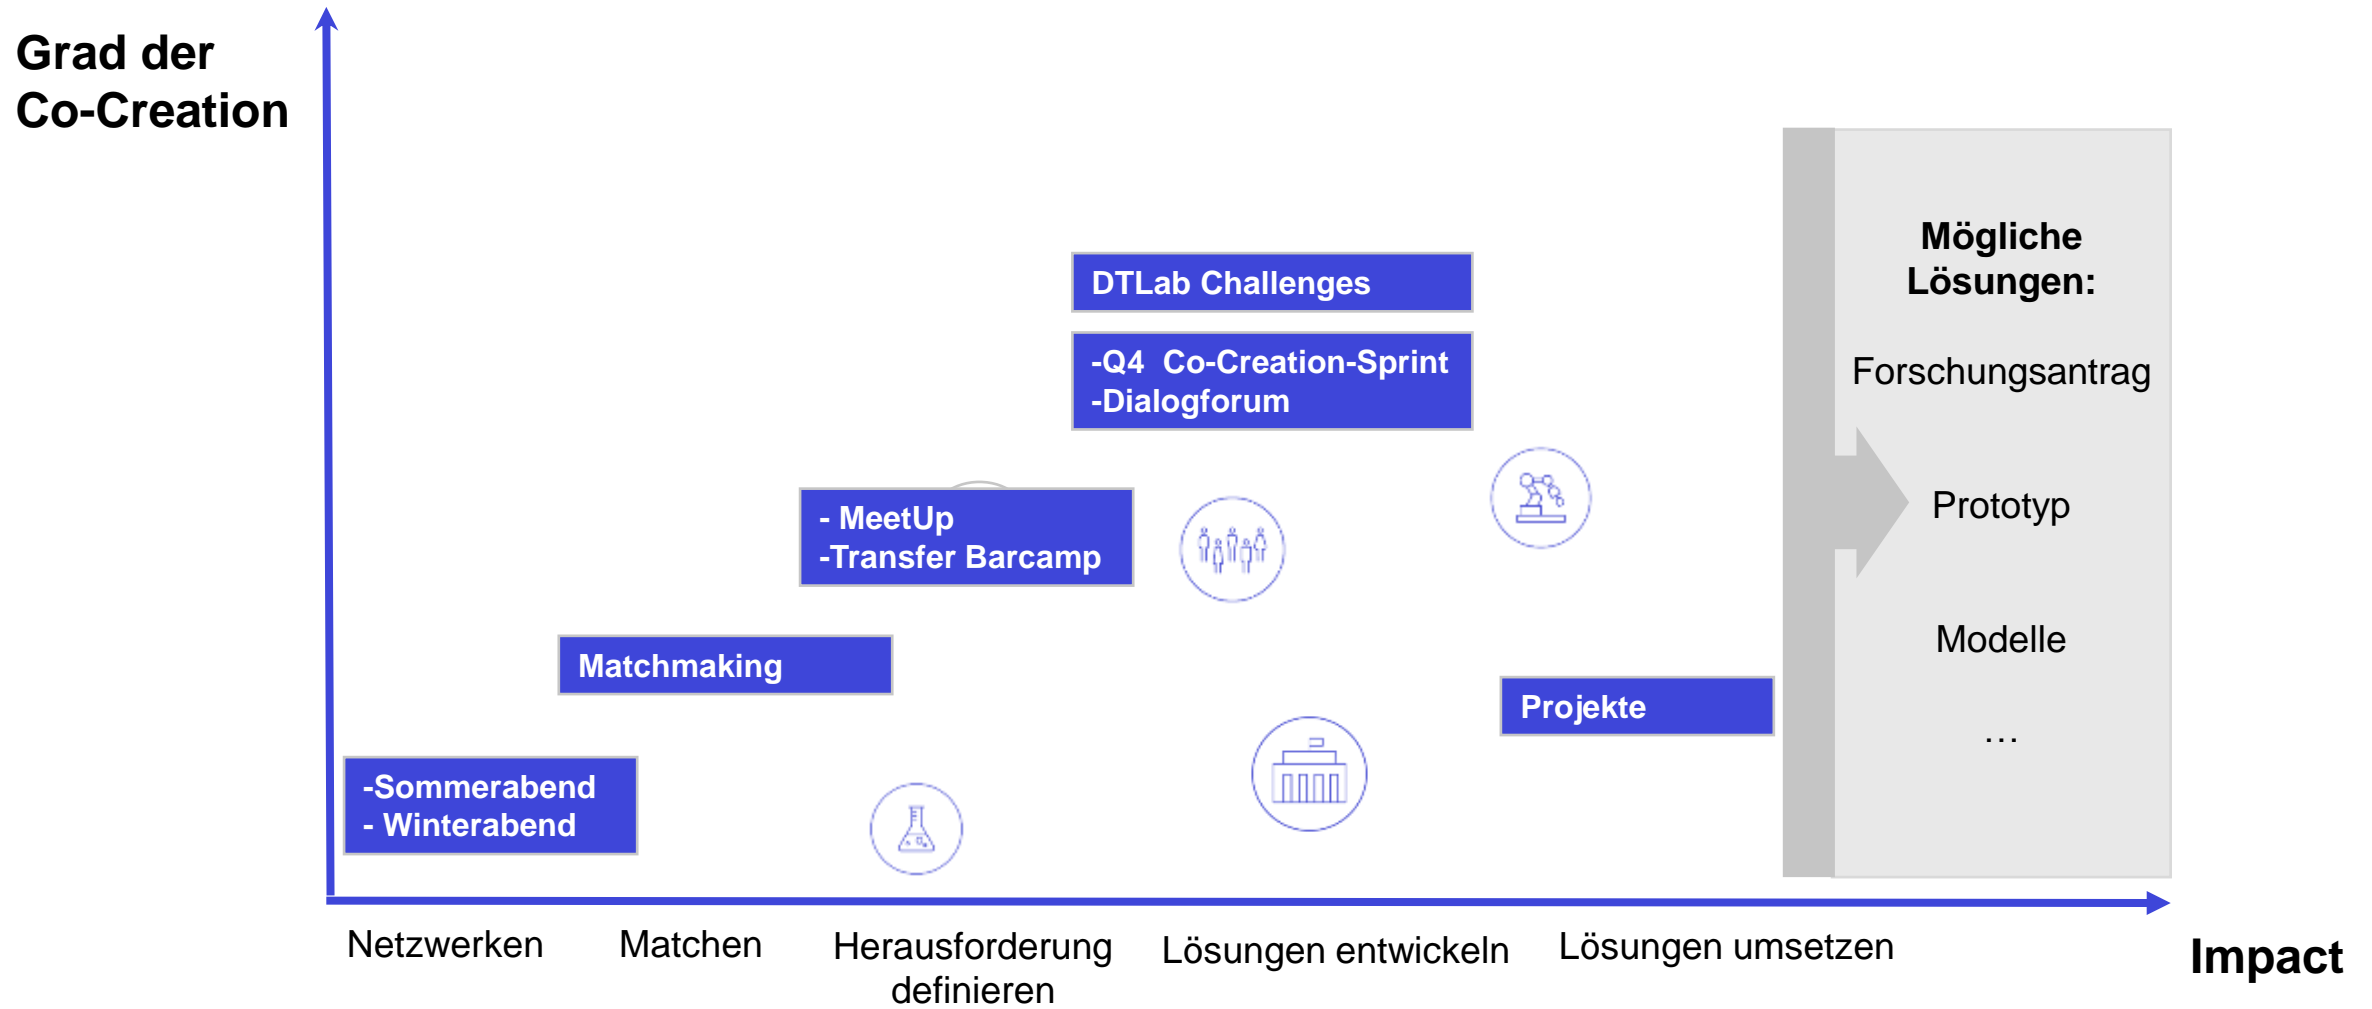 Grad der
Co-Creation
DTLab Challenges
-Q4  Co-Creation-Sprint
-Dialogforum
- MeetUp
-Transfer Barcamp
Matchmaking
Projekte
-Sommerabend
- Winterabend
Mögliche
Lösungen:
Forschungsantrag
Prototyp
Modelle
…
Netzwerken
Matchen
Herausforderung
definieren
Lösungen entwickeln
Lösungen umsetzen
Impact